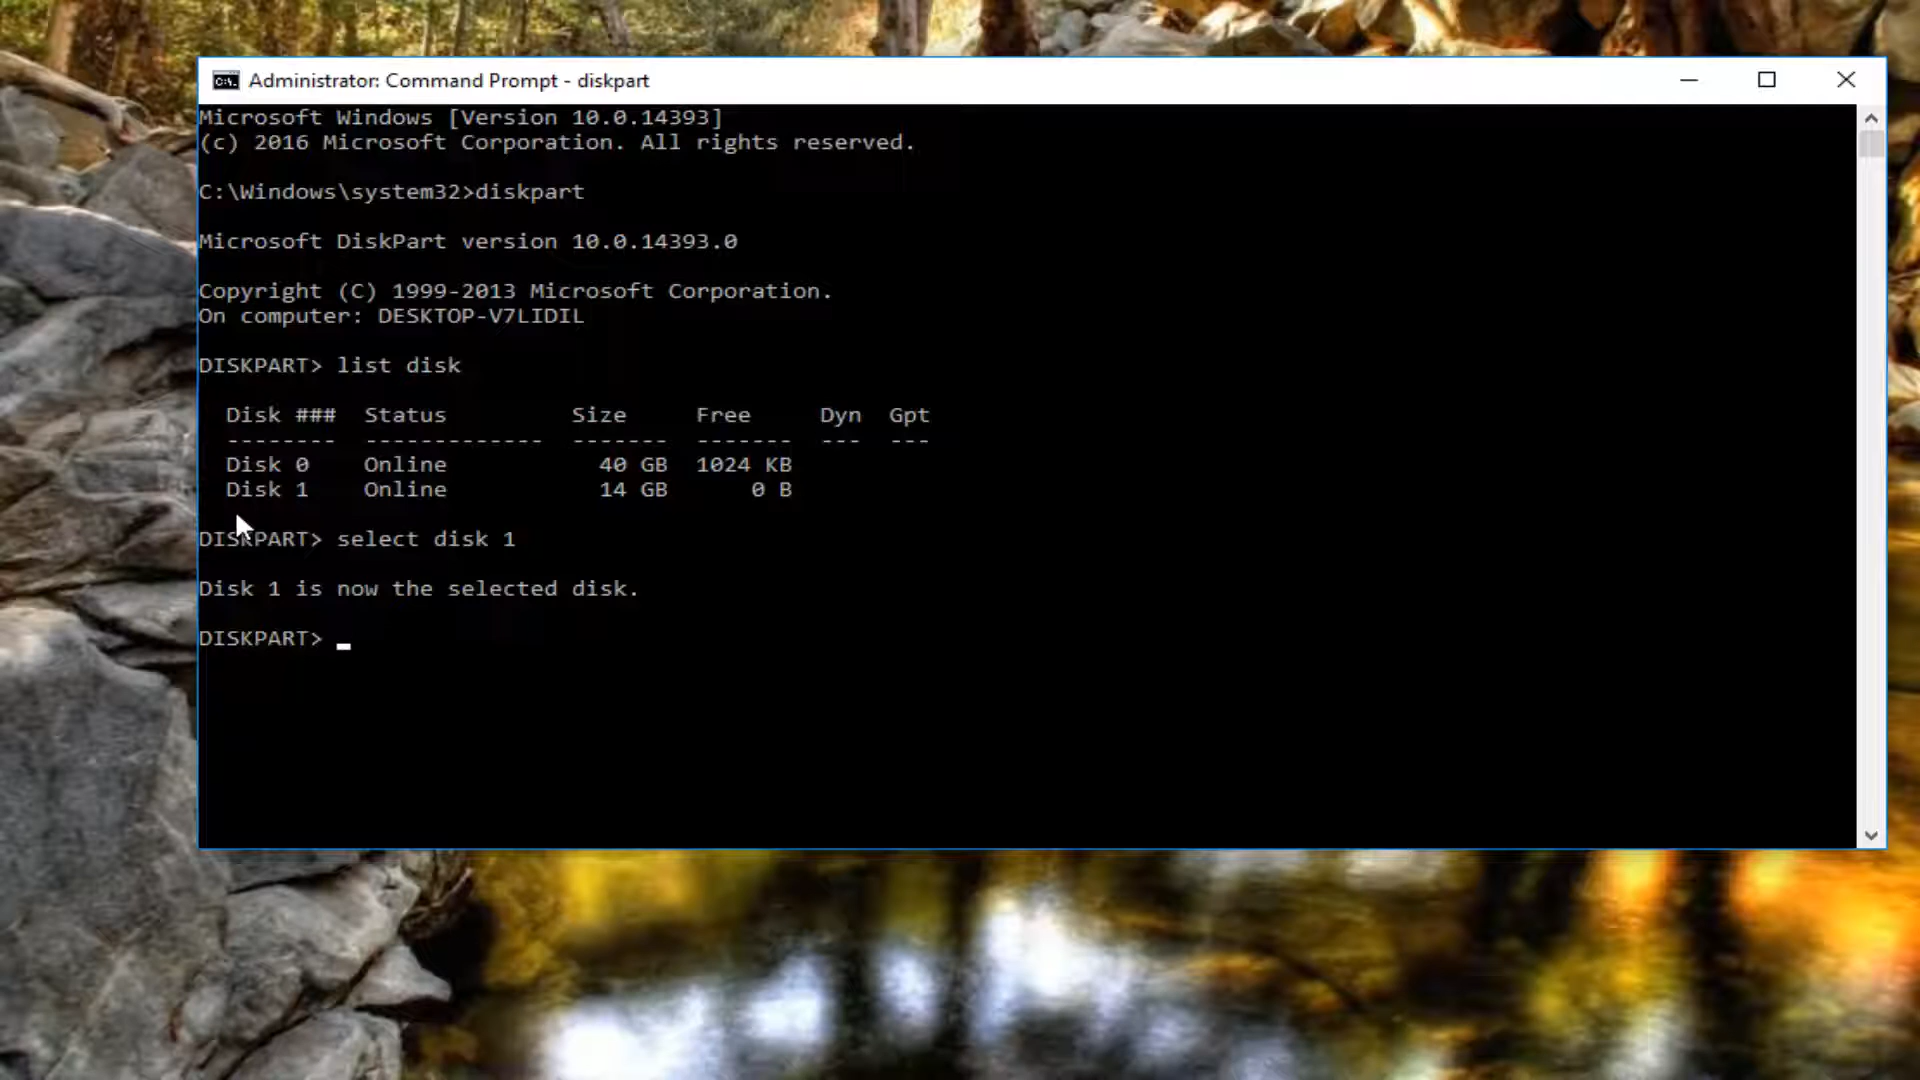 Administrator: Command Prompt - diskpart
Microsoft Windows [Version 10.0.14393]
(c) 2016 Microsoft Corporation. All rights reserved.
C:\Windows\system32>diskpart
Microsoft DiskPart version 10.0.14393.0
Copyright (C) 1999-2013 Microsoft Corporation.
On computer: DESKTOP-V7LIDIL
DISKPART> list disk
Disk ###  Status         Size     Free     Dyn  Gpt
--------  -------------  -------  -------  ---  ---
Disk 0    Online           40 GB  1024 KB
Disk 1    Online           14 GB      0 B
DISKPART> select disk 1
Disk 1 is now the selected disk.
DISKPART>